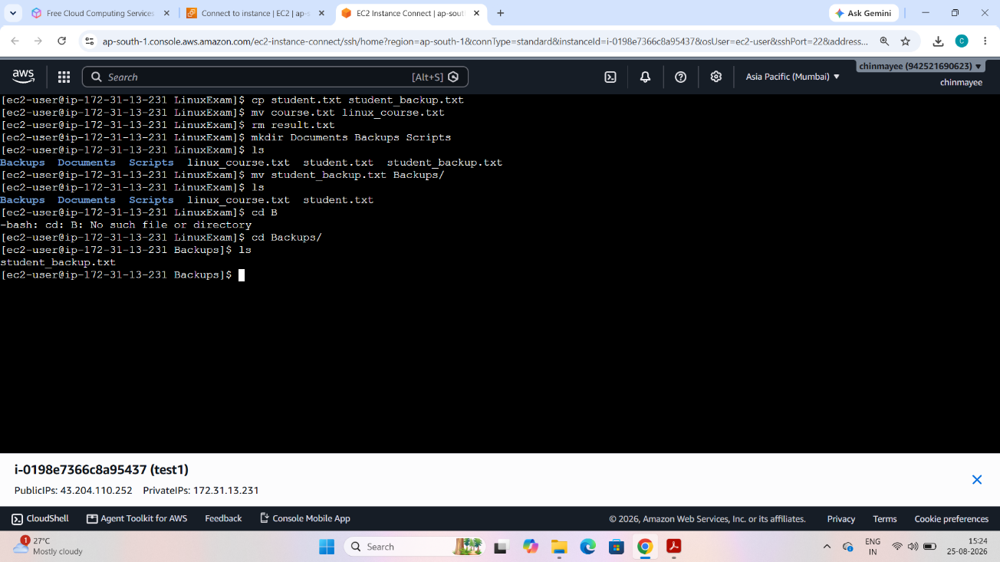 Free Cloud Computing Services
Connect to instance | EC2 | ap-s
EC2 Instance Connect | ap-sout
Ask Gemini
ap-south-1.console.aws.amazon.com/ec2-instance-connect/ssh/home?region=ap-south-1&connType=standard&instanceId=i-0198e7366c8a95437&osUser=ec2-user&sshPort=22&address...
C
aws
Search
[Alt+S]
Asia Pacific (Mumbai) ▼
chinmayee (942521690623) ▼
chinmayee
[ec2-user@ip-172-31-13-231 LinuxExam]$ cp student.txt student_backup.txt
[ec2-user@ip-172-31-13-231 LinuxExam]$ mv course.txt linux_course.txt
[ec2-user@ip-172-31-13-231 LinuxExam]$ rm result.txt
[ec2-user@ip-172-31-13-231 LinuxExam]$ mkdir Documents Backups Scripts
[ec2-user@ip-172-31-13-231 LinuxExam]$ ls
Backups  Documents  Scripts  linux_course.txt  student.txt  student_backup.txt
[ec2-user@ip-172-31-13-231 LinuxExam]$ mv student_backup.txt Backups/
[ec2-user@ip-172-31-13-231 LinuxExam]$ ls
Backups  Documents  Scripts  linux_course.txt  student.txt
[ec2-user@ip-172-31-13-231 LinuxExam]$ cd B
-bash: cd: B: No such file or directory
[ec2-user@ip-172-31-13-231 LinuxExam]$ cd Backups/
[ec2-user@ip-172-31-13-231 Backups]$ ls
student_backup.txt
[ec2-user@ip-172-31-13-231 Backups]$
i-0198e7366c8a95437 (test1)
PublicIPs: 43.204.110.252 PrivateIPs: 172.31.13.231
CloudShell Agent Toolkit for AWS Feedback Console Mobile App © 2026, Amazon Web Services, Inc. or its affiliates. Privacy Terms Cookie preferences
1
27°C
Mostly cloudy
Search
ENG
IN
15:24
25-08-2026